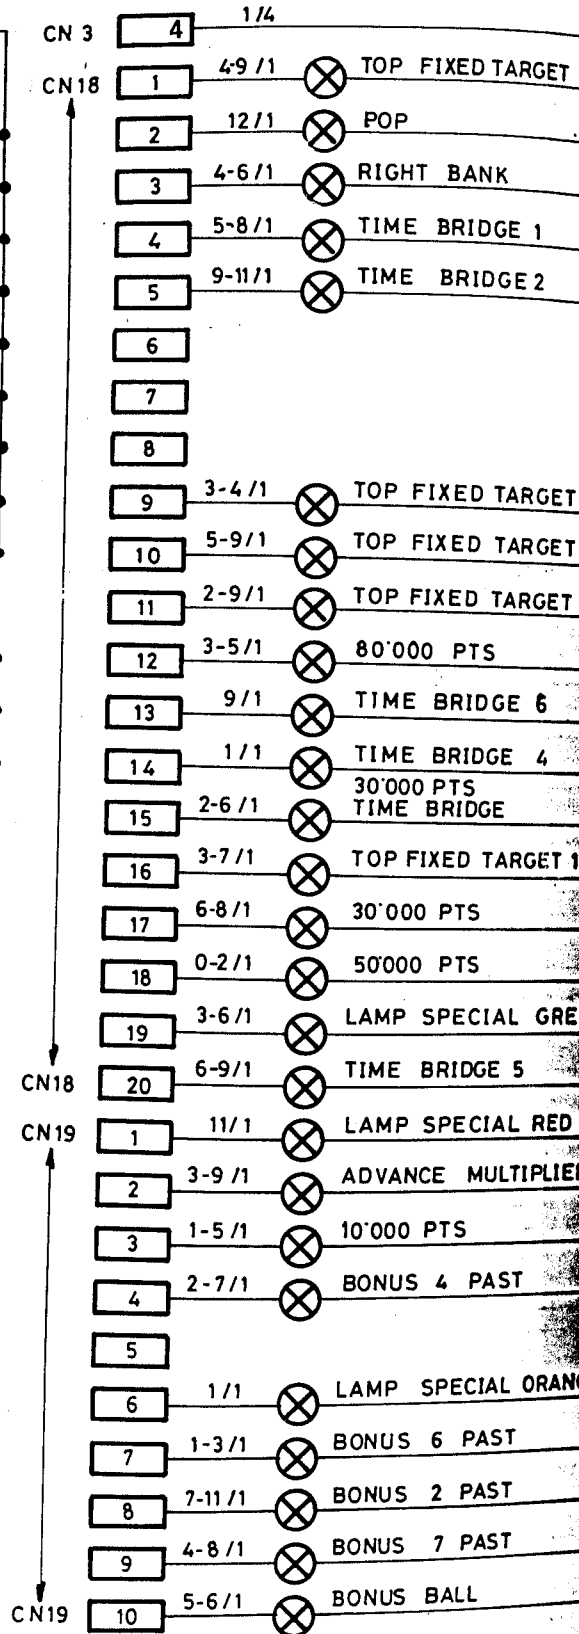 CN 3 4 1/4
CN18 1 4-9/1 TOP FIXED TARGET
2 12/1 POP
3 4-6/1 RIGHT BANK
4 5-8/1 TIME BRIDGE 1
5 9-11/1 TIME BRIDGE 2
6
7
8
9 3-4/1 TOP FIXED TARGET
10 5-9/1 TOP FIXED TARGET
11 2-9/1 TOP FIXED TARGET
12 3-5/1 80'000 PTS
13 9/1 TIME BRIDGE 6
14 1/1 TIME BRIDGE 4
30'000 PTS
15 2-6/1 TIME BRIDGE
16 3-7/1 TOP FIXED TARGET 1
17 6-8/1 30'000 PTS
18 0-2/1 50'000 PTS
19 3-6/1 LAMP SPECIAL GRE
CN18 20 6-9/1 TIME BRIDGE 5
CN19 1 11/1 LAMP SPECIAL RED
2 3-9/1 ADVANCE MULTIPLIE
3 1-5/1 10'000 PTS
4 2-7/1 BONUS 4 PAST
5
6 1/1 LAMP SPECIAL ORANG
7 1-3/1 BONUS 6 PAST
8 7-11/1 BONUS 2 PAST
9 4-8/1 BONUS 7 PAST
CN19 10 5-6/1 BONUS BALL